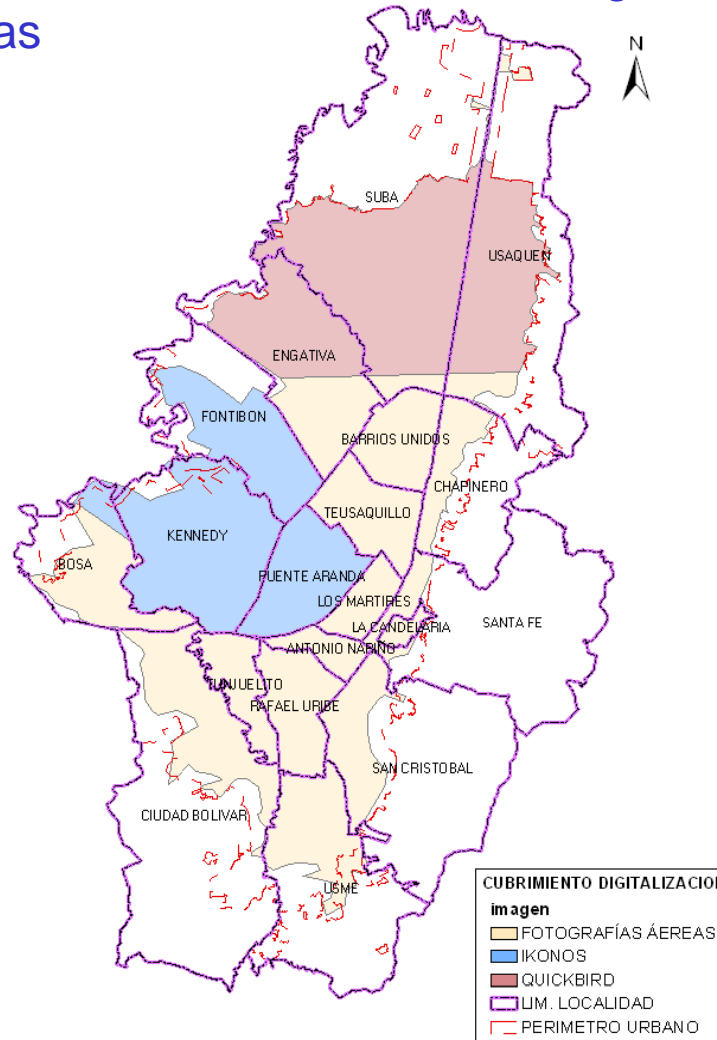 as
N
SUBA
USAQUEN
ENGATIVA
FONTIBON
BARRIOS UNIDOS
CHAPINERO
TEUSAQUILLO
KENNEDY
BOSA
PUENTE ARANDA
LOS MARTIRES
SANTA FE
LA CANDELARIA
ANTONIO NARIÑO
TUNJUELITO
RAFAEL URIBE
SAN CRISTOBAL
CIUDAD BOLIVAR
USME
CUBRIMIENTO DIGITALIZACION
imagen
FOTOGRAFÍAS ÁEREAS
IKONOS
QUICKBIRD
LIM. LOCALIDAD
PERIMETRO URBANO